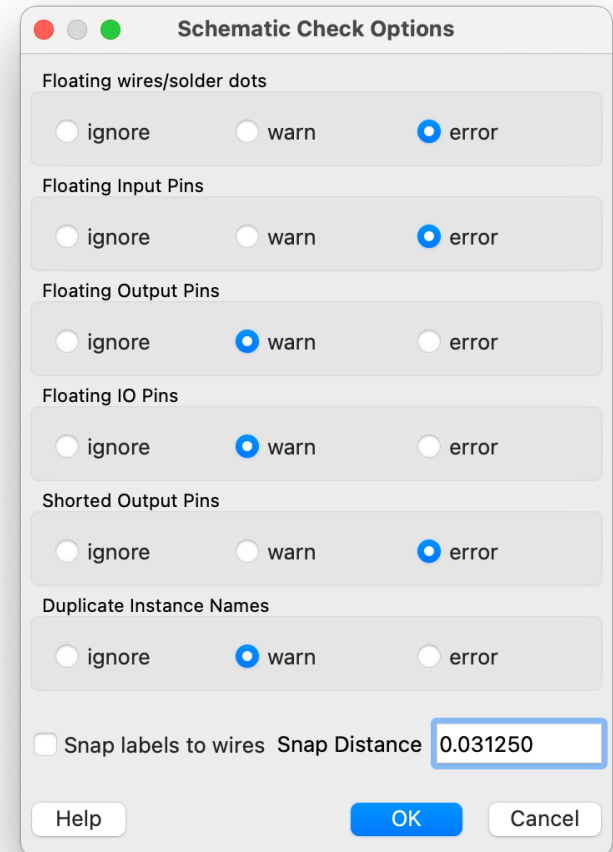 Schematic Check Options
Floating wires/solder dots
ignore warn error
Floating Input Pins
ignore warn error
Floating Output Pins
ignore warn error
Floating IO Pins
ignore warn error
Shorted Output Pins
ignore warn error
Duplicate Instance Names
ignore warn error
Snap labels to wires Snap Distance 0.031250
Help OK Cancel